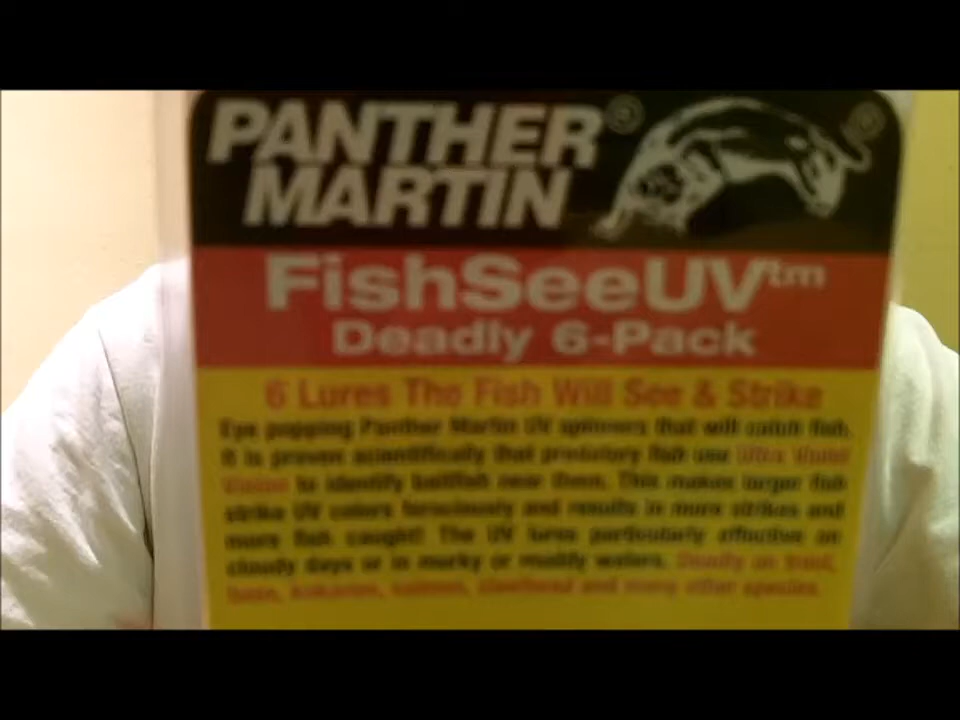 PANTHER®
MARTIN ®
FishSeeUV™
Deadly 6-Pack
6 Lures The Fish Will See & Strike
Eye popping Panther Martin UV spinners that will catch fish.
It is proven scientifically that predatory fish use Ultra Violet
Vision to identify baitfish near them. This makes larger fish
strike UV colors ferociously and results in more strikes and
more fish caught! The UV lures particularly effective on
cloudy days or in murky or muddy waters. Deadly on trout,
bass, kokanee, salmon, steelhead and many other species.